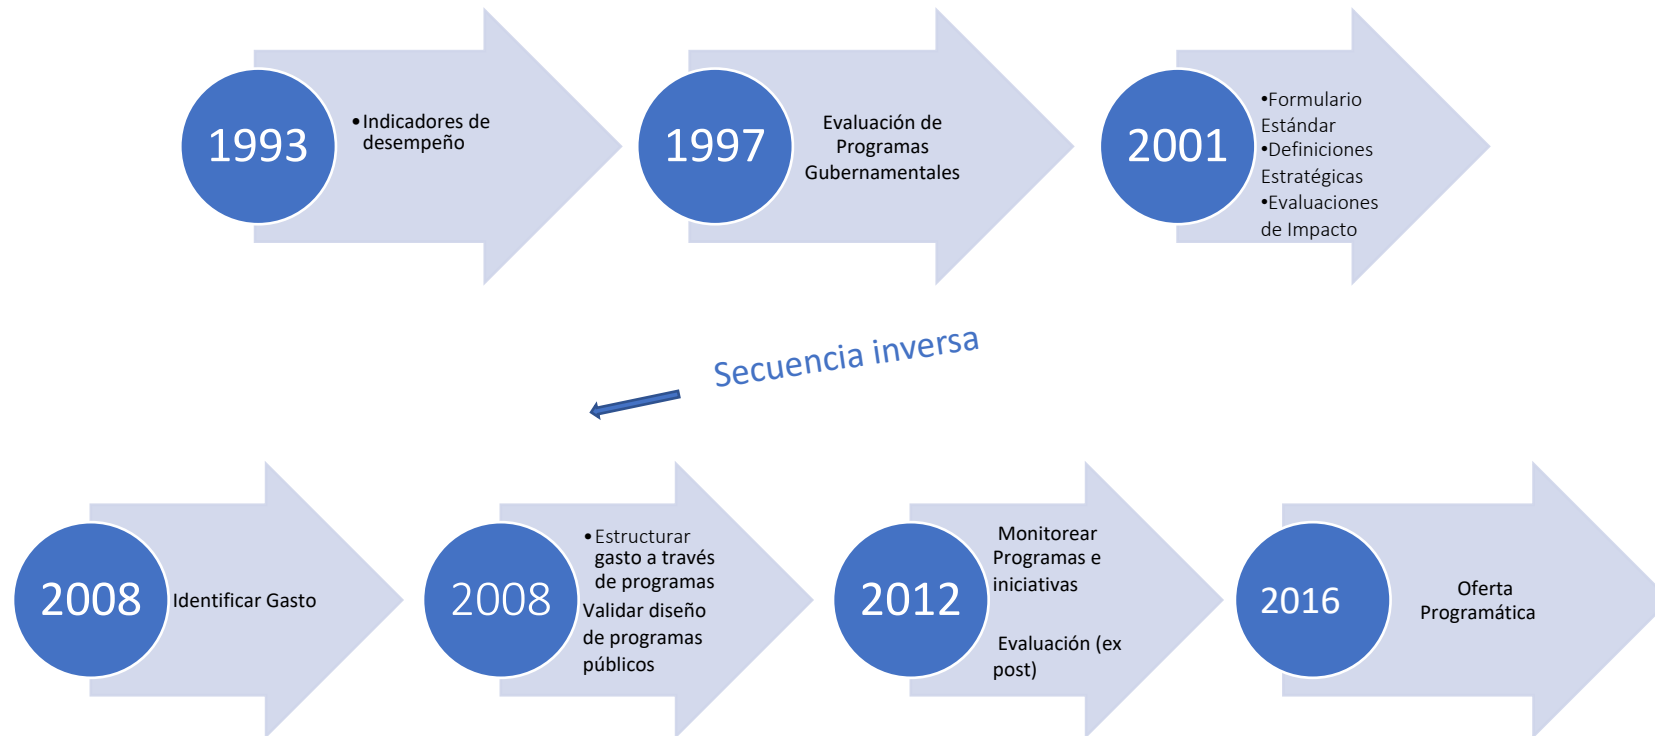 1993
•Indicadores de
desempeño
1997
Evaluación de
Programas
Gubernamentales
2001
•Formulario
Estándar
•Definiciones
Estratégicas
•Evaluaciones
de Impacto
Secuencia inversa
2008
Identificar Gasto
2008
•Estructurar
gasto a través
de programas
Validar diseño
de programas
públicos
2012
Monitorear
Programas e
iniciativas
Evaluación (ex
post)
2016
Oferta
Programática